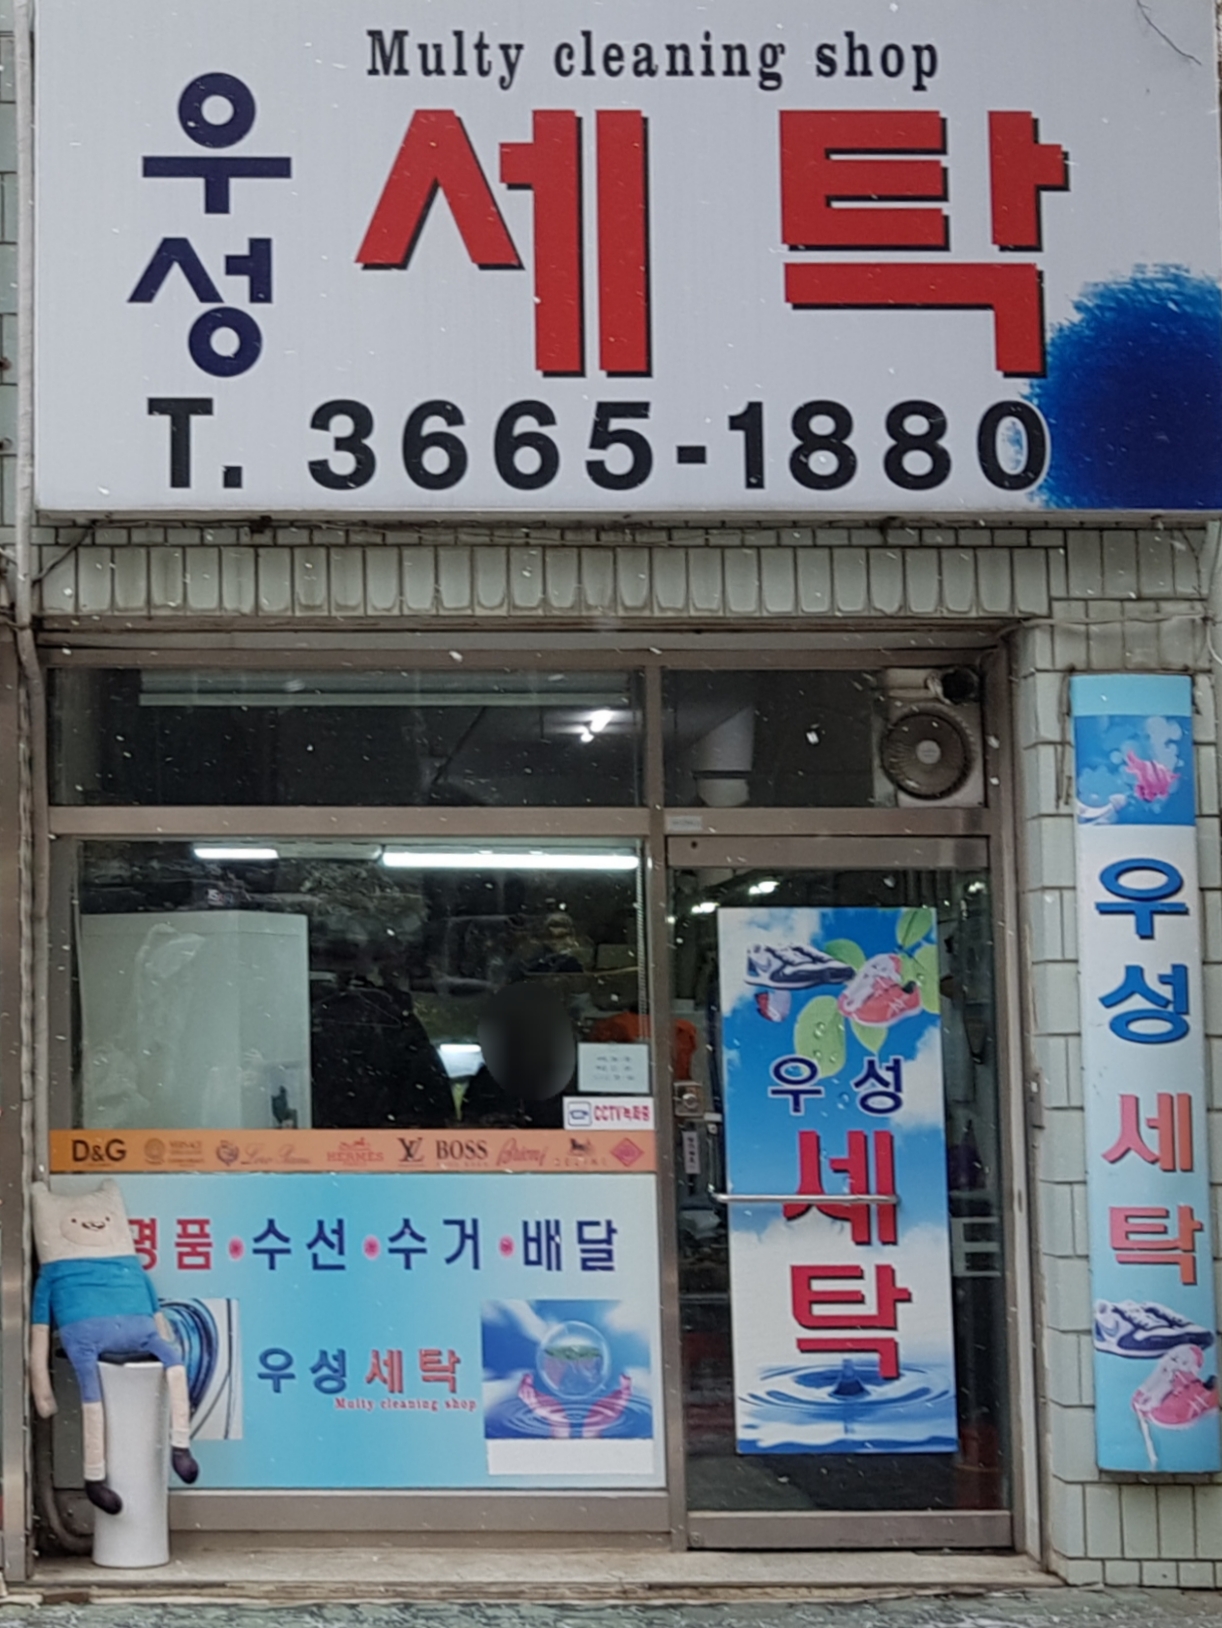 Multy cleaning shop
우성
세탁
T. 3665-1880
CCTV녹화중
D&G
HERMES
BOSS
Brioni
CELINE
명품·수선·수거·배달
우성세탁
Multy cleaning shop
우성
세탁
우성
세탁